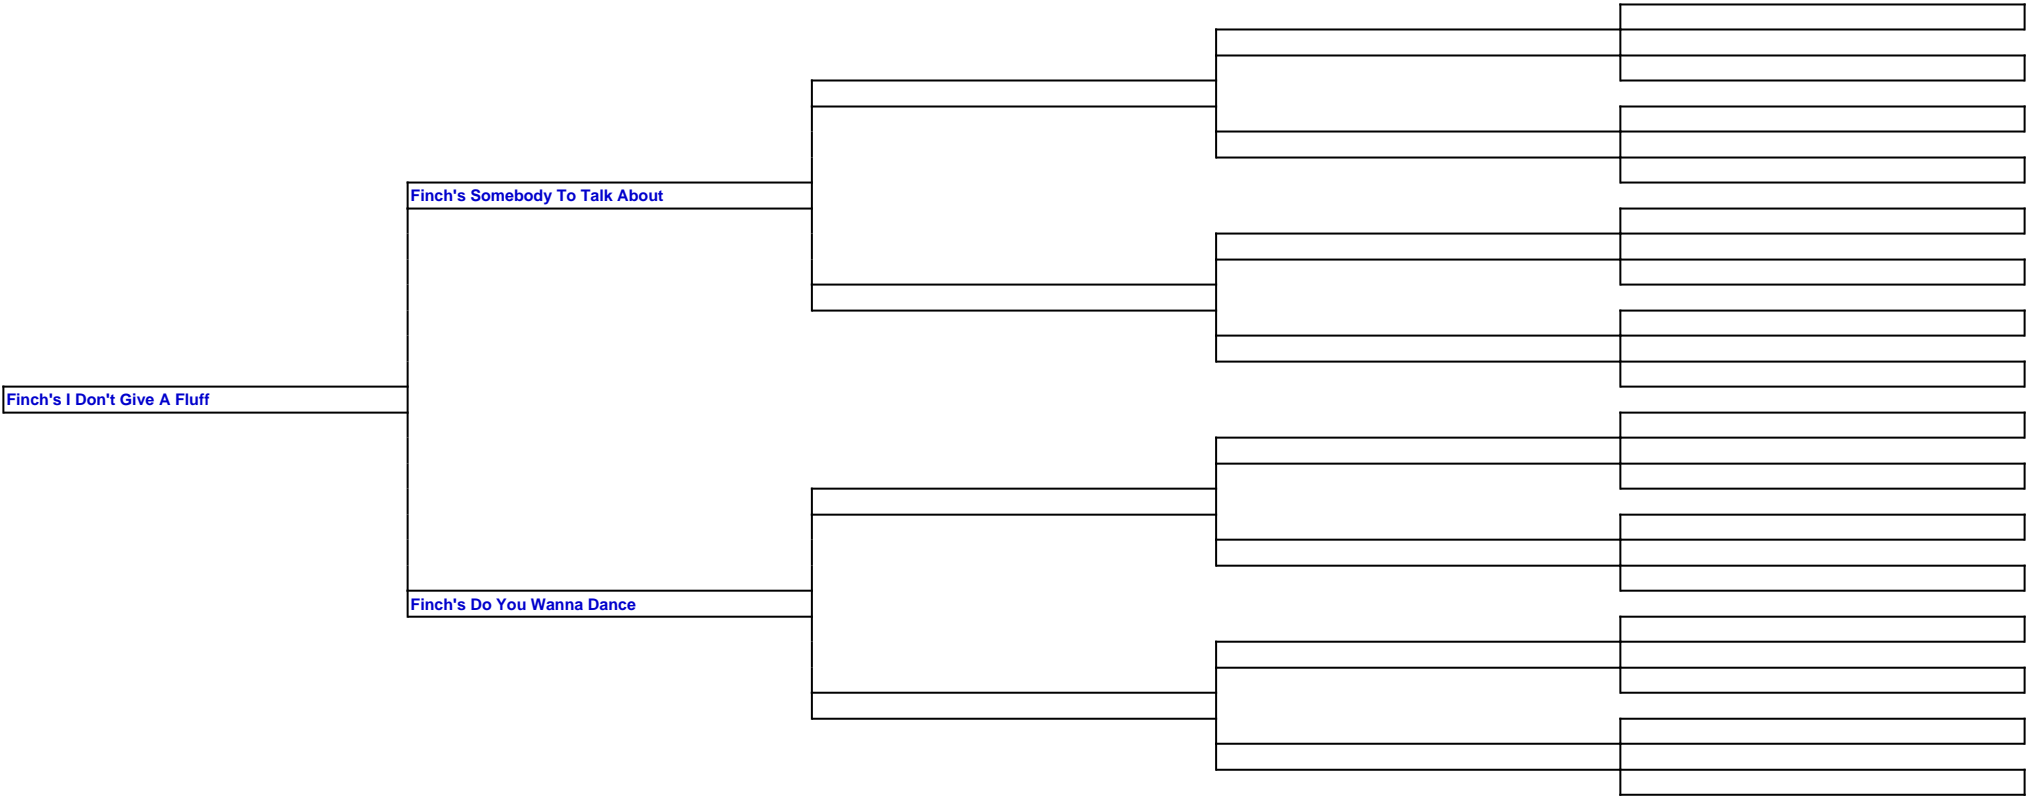 Finch's Somebody To Talk About
Finch's I Don't Give A Fluff
Finch's Do You Wanna Dance